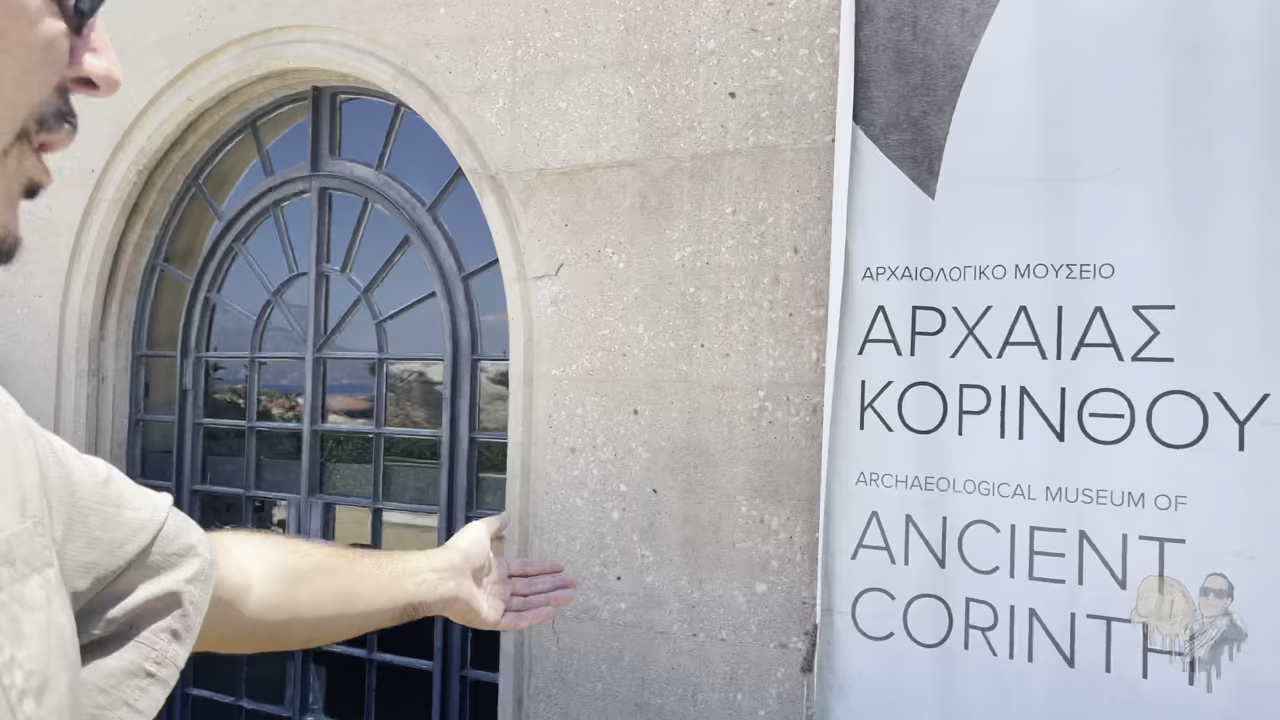 ΑΡΧΑΙΟΛΟΓΙΚΟ ΜΟΥΣΕΙΟ
ΑΡΧΑΙΑΣ
ΚΟΡΙΝΘΟΥ
ARCHAEOLOGICAL MUSEUM OF
ANCIENT
CORINTH